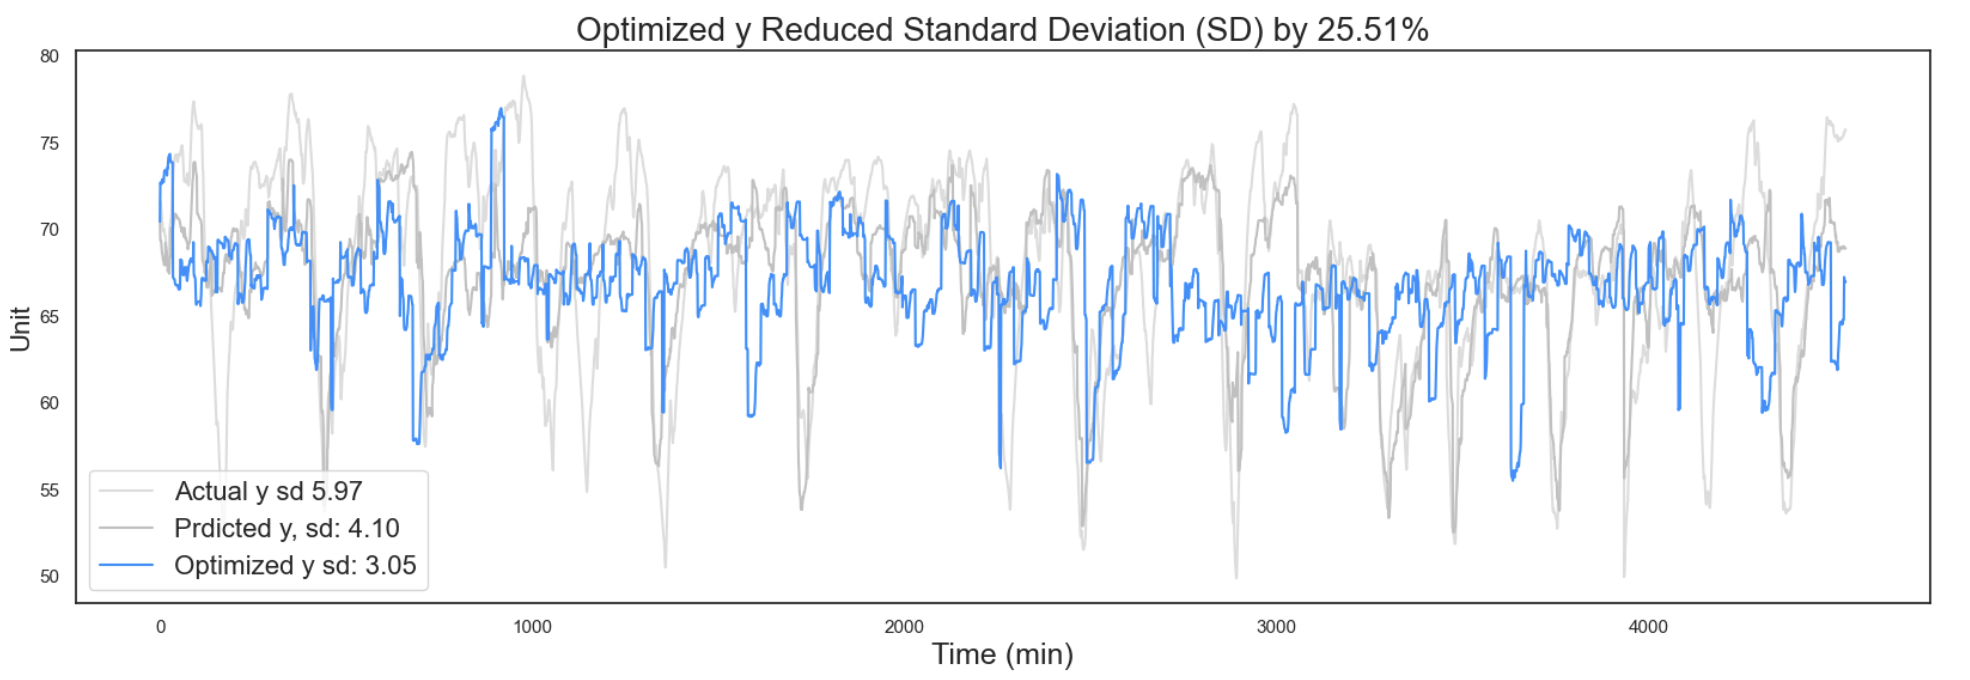 Optimized y Reduced Standard Deviation (SD) by 25.51%
80
75
70
65
60
55
50
Unit
Actual y sd 5.97
Prdicted y, sd: 4.10
Optimized y sd: 3.05
0 1000 2000 3000 4000
Time (min)